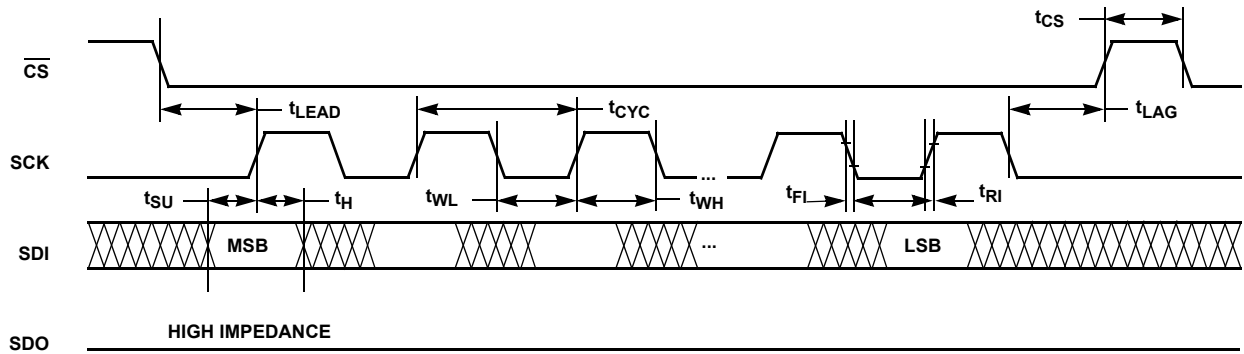 tCS
CS
tLEAD
tCYC
tLAG
SCK
...
tSU
tH
tWL
tWH
tFI
tRI
SDI
MSB
...
LSB
HIGH IMPEDANCE
SDO